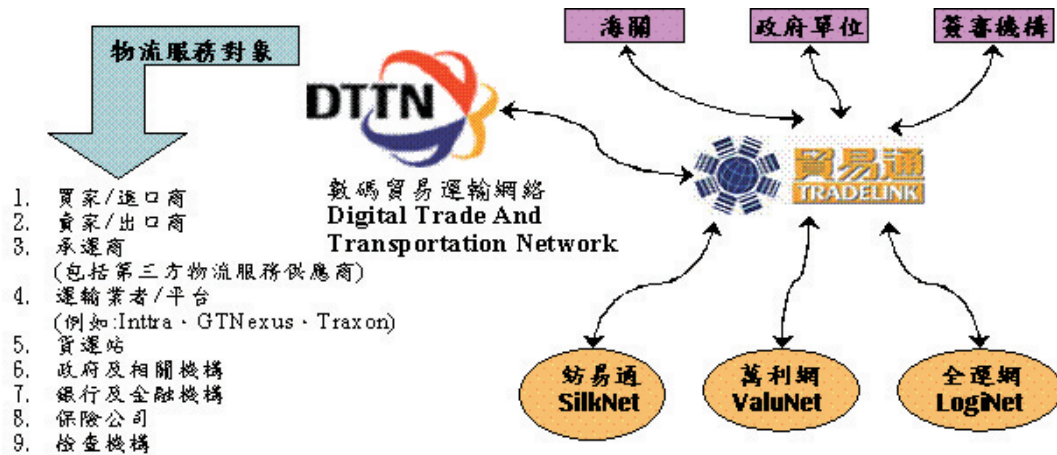 物流服務對象
1. 買家/進口商
2. 賣家/出口商
3. 承運商
(包括第三方物流服務供應商)
4. 運輸業者/平台
(例如:Inttra、GTNexus、Traxon)
5. 貨運站
6. 政府及相關機構
7. 銀行及金融機構
8. 保險公司
9. 檢查機構
DTTN
數碼貿易運輸網絡
Digital Trade And
Transportation Network
海關
政府單位
簽審機構
貿易通
TRADELINK
紡易通
SilkNet
萬利網
ValuNet
全運網
LogiNet